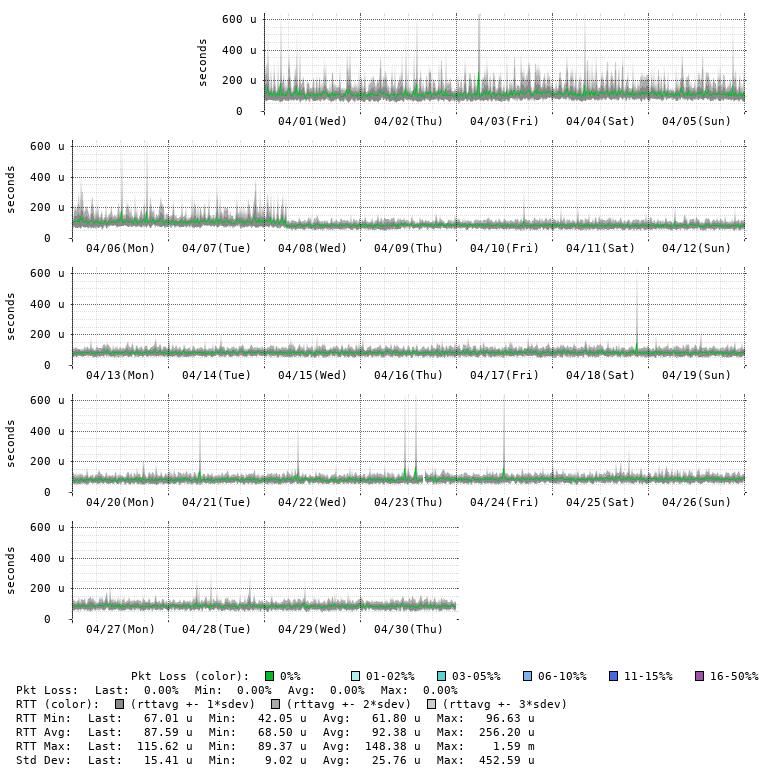 600 u
400 u
200 u
0
seconds
04/01(Wed) 04/02(Thu) 04/03(Fri) 04/04(Sat) 04/05(Sun)
600 u
400 u
200 u
0
seconds
04/06(Mon) 04/07(Tue) 04/08(Wed) 04/09(Thu) 04/10(Fri) 04/11(Sat) 04/12(Sun)
600 u
400 u
200 u
0
seconds
04/13(Mon) 04/14(Tue) 04/15(Wed) 04/16(Thu) 04/17(Fri) 04/18(Sat) 04/19(Sun)
600 u
400 u
200 u
0
seconds
04/20(Mon) 04/21(Tue) 04/22(Wed) 04/23(Thu) 04/24(Fri) 04/25(Sat) 04/26(Sun)
600 u
400 u
200 u
0
seconds
04/27(Mon) 04/28(Tue) 04/29(Wed) 04/30(Thu)
Pkt Loss (color): 0%% 01-02%% 03-05%% 06-10%% 11-15%% 16-50%%
Pkt Loss: Last: 0.00% Min: 0.00% Avg: 0.00% Max: 0.00%
RTT (color): (rttavg +- 1*sdev) (rttavg +- 2*sdev) (rttavg +- 3*sdev)
RTT Min: Last: 67.01 u Min: 42.05 u Avg: 61.80 u Max: 96.63 u
RTT Avg: Last: 87.59 u Min: 68.50 u Avg: 92.38 u Max: 256.20 u
RTT Max: Last: 115.62 u Min: 89.37 u Avg: 148.38 u Max: 1.59 m
Std Dev: Last: 15.41 u Min: 9.02 u Avg: 25.76 u Max: 452.59 u